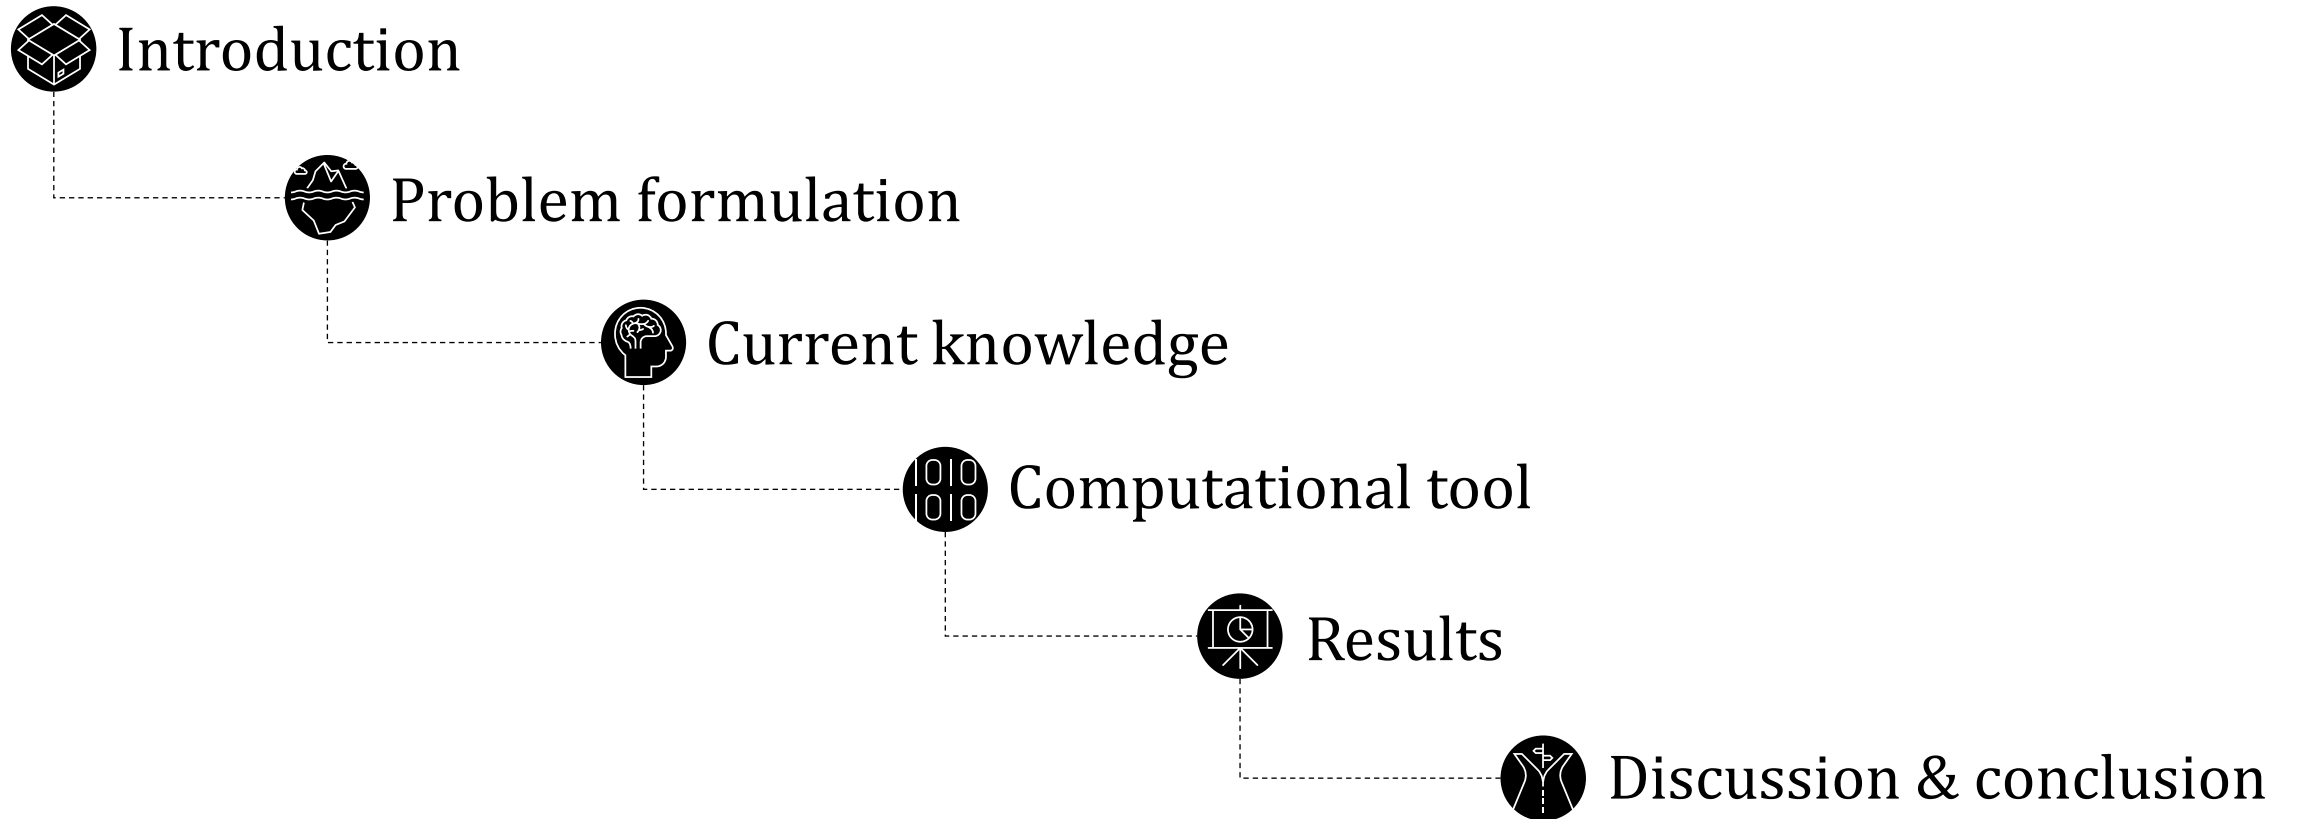 Introduction
Problem formulation
Current knowledge
Computational tool
Results
Discussion & conclusion